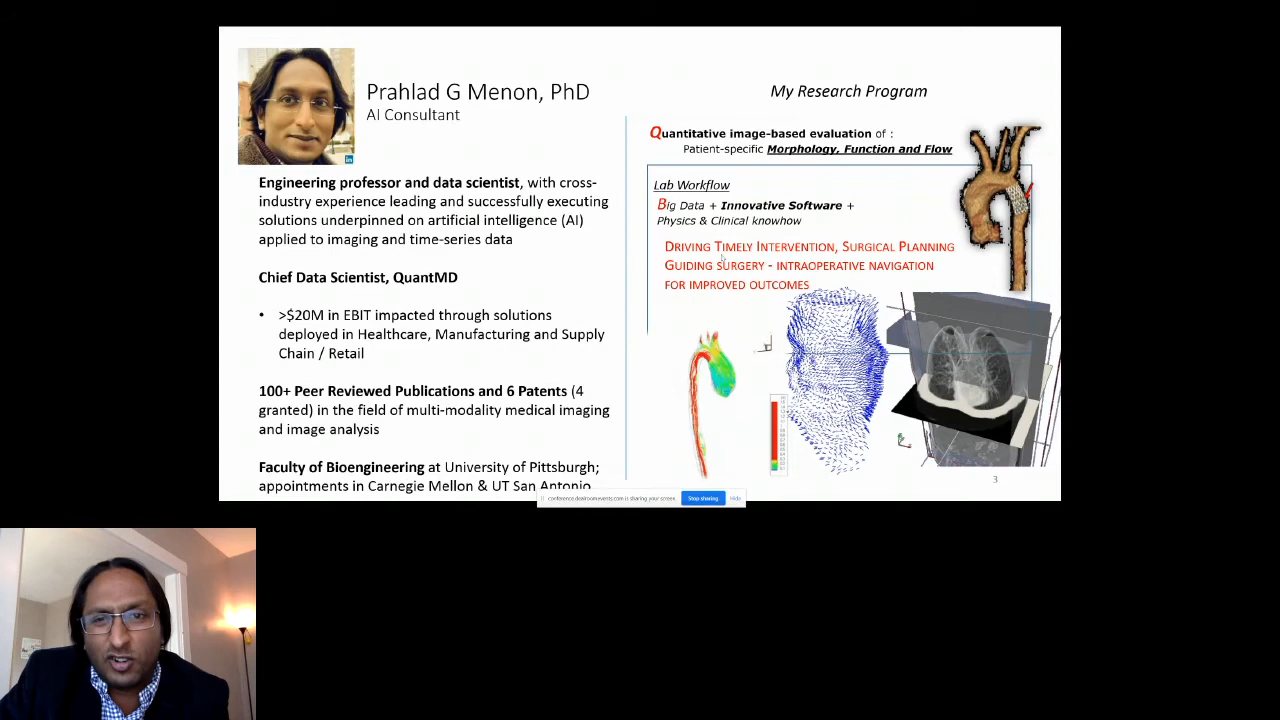 Prahlad G Menon, PhD
AI Consultant
Engineering professor and data scientist, with cross-
industry experience leading and successfully executing
solutions underpinned on artificial intelligence (AI)
applied to imaging and time-series data
Chief Data Scientist, QuantMD
• >$20M in EBIT impacted through solutions
deployed in Healthcare, Manufacturing and Supply
Chain / Retail
100+ Peer Reviewed Publications and 6 Patents (4
granted) in the field of multi-modality medical imaging
and image analysis
Faculty of Bioengineering at University of Pittsburgh;
appointments in Carnegie Mellon & UT San Antonio
My Research Program
Quantitative image-based evaluation of :
Patient-specific Morphology, Function and Flow
Lab Workflow
Big Data + Innovative Software +
Physics & Clinical knowhow
DRIVING TIMELY INTERVENTION, SURGICAL PLANNING
GUIDING SURGERY - INTRAOPERATIVE NAVIGATION
FOR IMPROVED OUTCOMES
3
in
conference.dealroomevents.com is sharing your screen. Stop sharing Hide